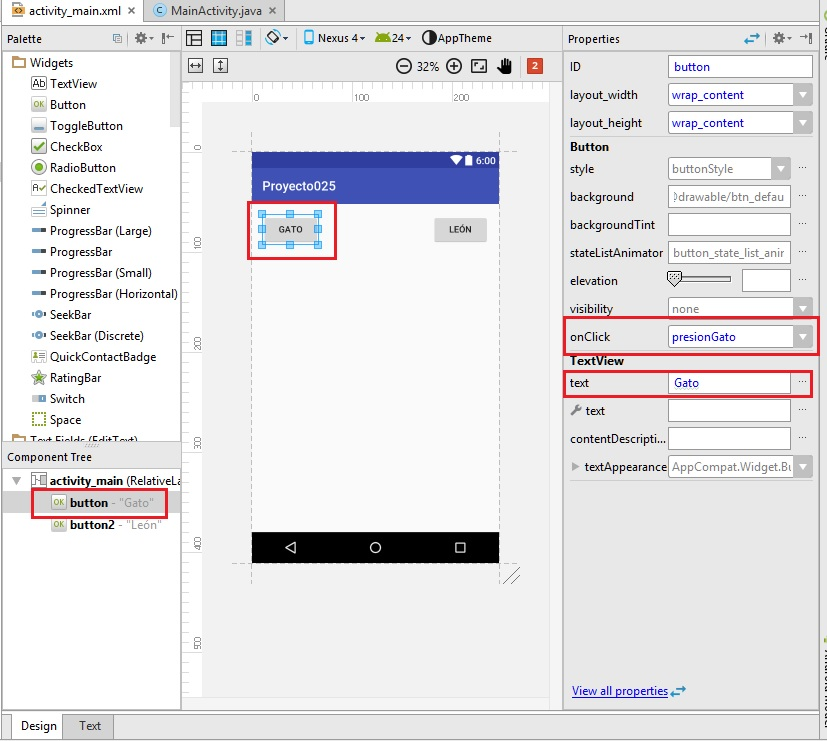 activity_main.xml
MainActivity.java
Palette
Nexus 4
24
AppTheme
Properties
Widgets
TextView
Button
ToggleButton
CheckBox
RadioButton
CheckedTextView
Spinner
ProgressBar (Large)
ProgressBar
ProgressBar (Small)
ProgressBar (Horizontal)
SeekBar
SeekBar (Discrete)
QuickContactBadge
RatingBar
Switch
Space
Text Fields (EditText)
Component Tree
activity_main (RelativeLa
OK button - "Gato"
OK button2 - "León"
32%
2
0 100 200
0
100
200
300
400
500
6:00
Proyecto025
GATO
LEÓN
ID button
layout_width wrap_content
layout_height wrap_content
Button
style buttonStyle
background drawable/btn_defau
backgroundTint
stateListAnimator button_state_list_anir
elevation
visibility none
onClick presionGato
TextView
text Gato
text
contentDescripti...
textAppearance AppCompat.Widget.Bu
View all properties
Design Text